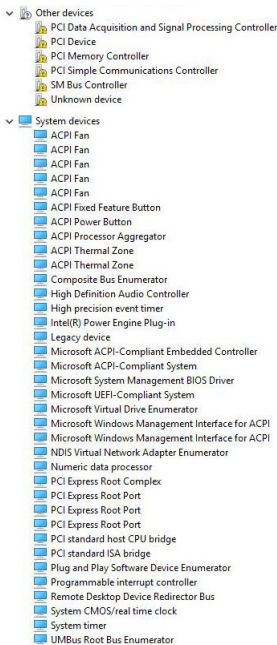 Other devices
PCI Data Acquisition and Signal Processing Controller
PCI Device
PCI Memory Controller
PCI Simple Communications Controller
SM Bus Controller
Unknown device
System devices
ACPI Fan
ACPI Fan
ACPI Fan
ACPI Fan
ACPI Fan
ACPI Fixed Feature Button
ACPI Power Button
ACPI Processor Aggregator
ACPI Thermal Zone
ACPI Thermal Zone
Composite Bus Enumerator
High Definition Audio Controller
High precision event timer
Intel(R) Power Engine Plug-in
Legacy device
Microsoft ACPI-Compliant Embedded Controller
Microsoft ACPI-Compliant System
Microsoft System Management BIOS Driver
Microsoft UEFI-Compliant System
Microsoft Virtual Drive Enumerator
Microsoft Windows Management Interface for ACPI
Microsoft Windows Management Interface for ACPI
NDIS Virtual Network Adapter Enumerator
Numeric data processor
PCI Express Root Complex
PCI Express Root Port
PCI Express Root Port
PCI Express Root Port
PCI standard host CPU bridge
PCI standard ISA bridge
Plug and Play Software Device Enumerator
Programmable interrupt controller
Remote Desktop Device Redirector Bus
System CMOS/real time clock
System timer
UMBus Root Bus Enumerator